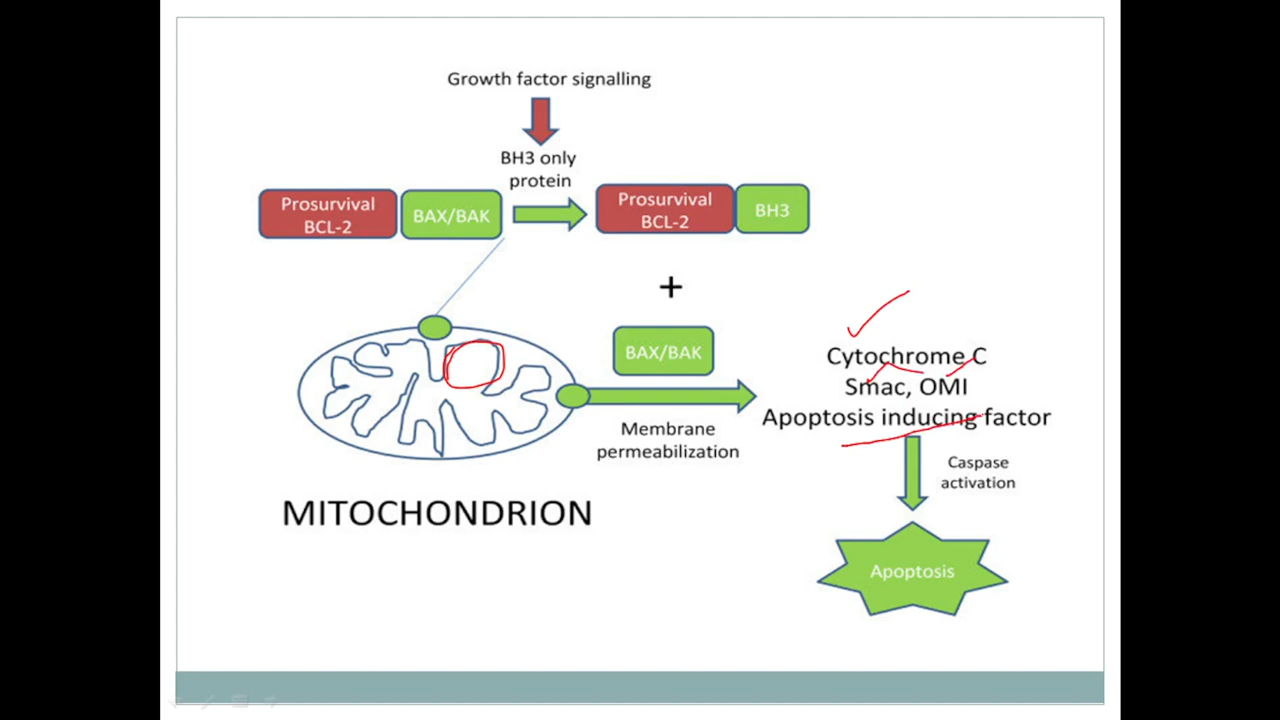 Growth factor signalling
BH3 only
protein
Prosurvival
BCL-2
BAX/BAK
Prosurvival
BCL-2
BH3
+
BAX/BAK
Membrane
permeabilization
Cytochrome C
Smac, OMI
Apoptosis inducing factor
Caspase
activation
MITOCHONDRION
Apoptosis